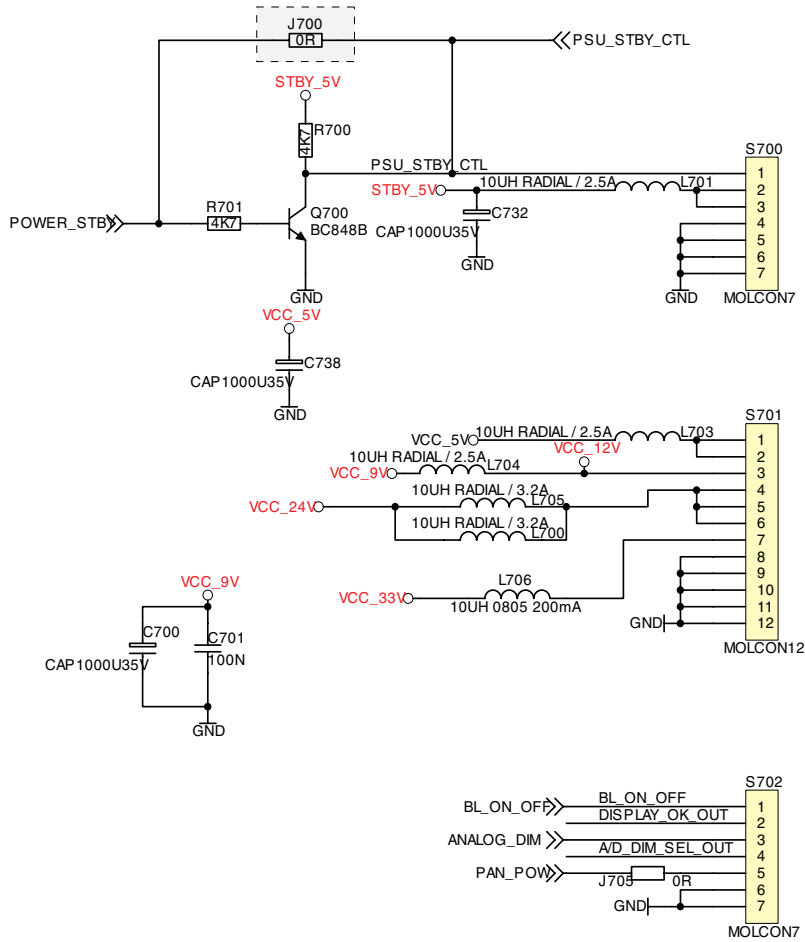 J700
0R
PSU_STBY_CTL
STBY_5V
4K7
R700
S700
PSU_STBY_CTL
1
STBY_5V
10UH RADIAL / 2.5A
L701
2
3
R701
4K7
POWER_STBY
Q700
BC848B
C732
CAP1000U35V
4
5
6
7
GND
GND
GND
MOLCON7
VCC_5V
C738
CAP1000U35V
GND
S701
VCC_5V
10UH RADIAL / 2.5A
L703
1
2
VCC_12V
10UH RADIAL / 2.5A
VCC_9V
L704
3
10UH RADIAL / 3.2A
4
VCC_24V
L705
5
10UH RADIAL / 3.2A
6
L700
7
8
VCC_9V
L706
9
VCC_33V
10UH 0805 200mA
10
11
GND
12
MOLCON12
C700
C701
100N
CAP1000U35V
GND
S702
BL_ON_OFF
BL_ON_OFF
1
DISPLAY_OK_OUT
2
ANALOG_DIM
3
A/D_DIM_SEL_OUT
4
PAN_POW
J705
0R
5
6
GND
7
MOLCON7